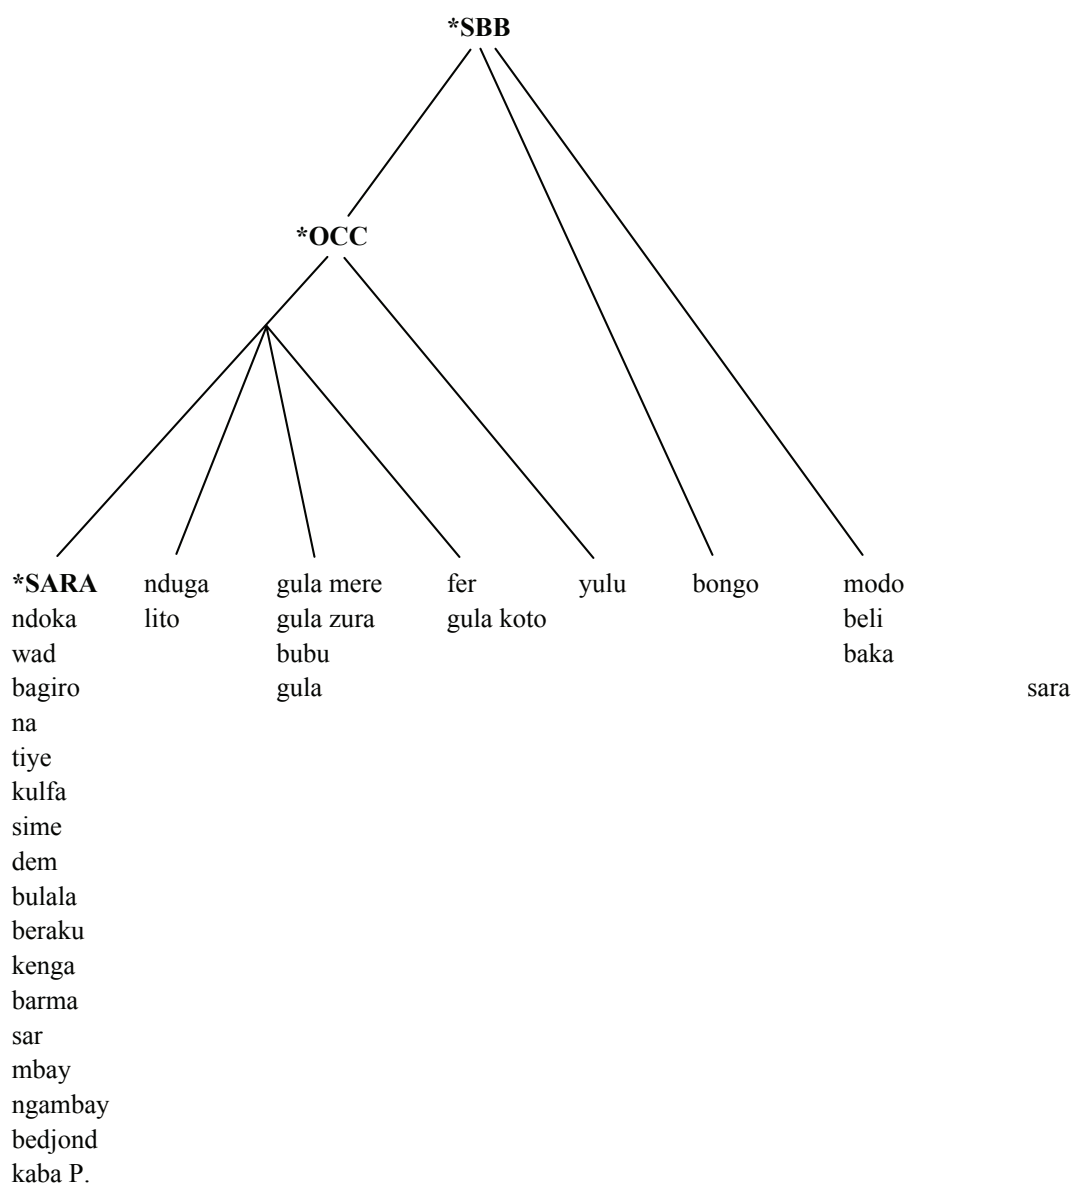 *SBB
*OCC
*SARA nduga gula mere fer yulu bongo modo
ndoka lito gula zura gula koto beli
wad bubu baka
bagiro gula sara
na
tiye
kulfa
sime
dem
bulala
beraku
kenga
barma
sar
mbay
ngambay
bedjond
kaba P.